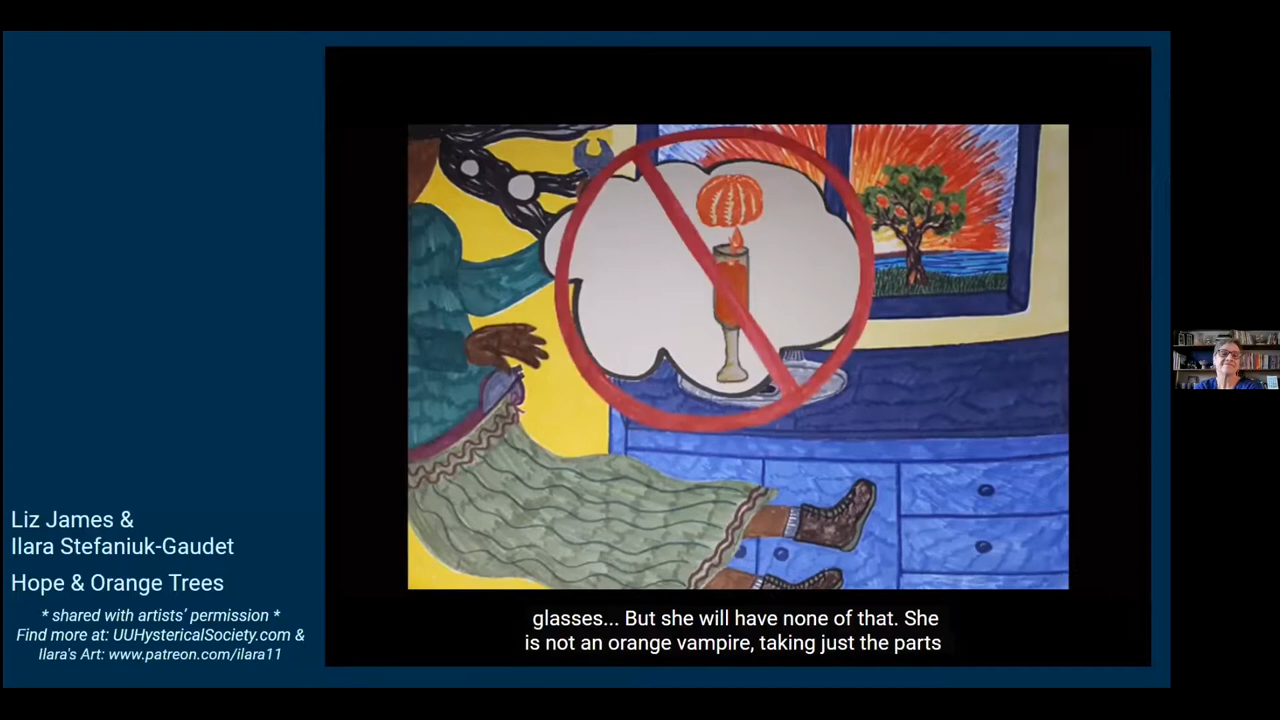 Liz James &
Ilara Stefaniuk-Gaudet
Hope & Orange Trees
* shared with artists’ permission *
Find more at: UUHystericalSociety.com &
Ilara's Art: www.patreon.com/ilara11
glasses... But she will have none of that. She
is not an orange vampire, taking just the parts